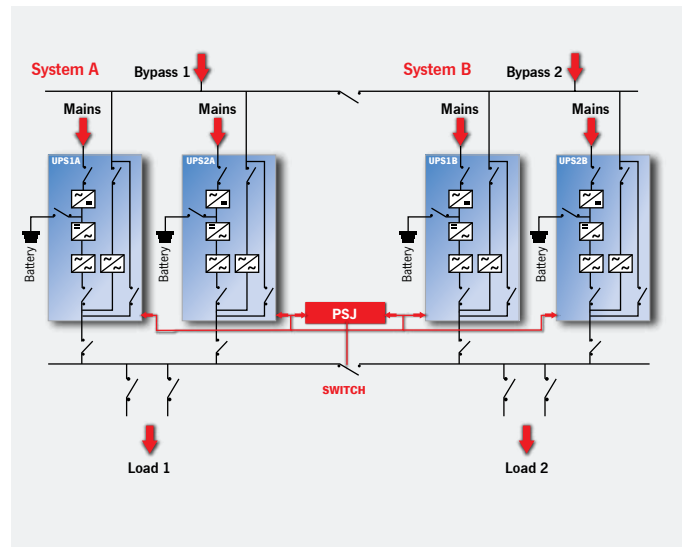 System A
Bypass 1
System B
Bypass 2
Mains
Mains
Mains
Mains
UPS1A
UPS2A
UPS1B
UPS2B
Battery
Battery
Battery
Battery
PSJ
SWITCH
Load 1
Load 2